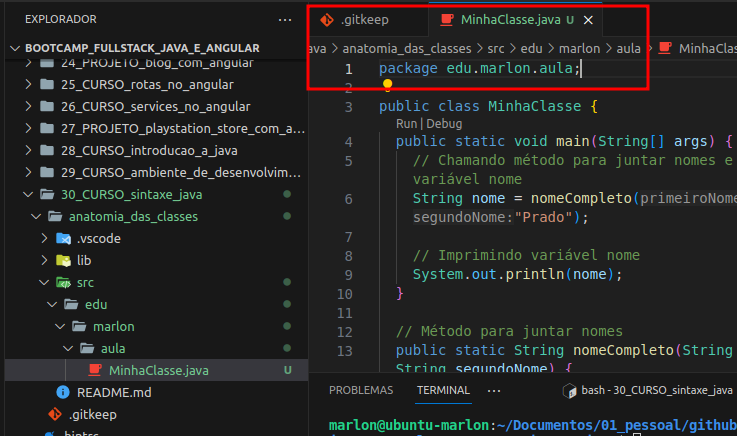 EXPLORADOR
BOOTCAMP_FULLSTACK_JAVA_E_ANGULAR
24_PROJETO_blog_com_angular
25_CURSO_rotas_no_angular
26_CURSO_services_no_angular
27_PROJETO_playstation_store_com_a...
28_CURSO_introducao_a_java
29_CURSO_ambiente_de_desenvolvim...
30_CURSO_sintaxe_java
anatomia_das_classes
.vscode
lib
src
edu
marlon
aula
MinhaClasse.java U
README.md
.gitkeep
.hintrc
.gitkeep MinhaClasse.java U ×
ava > anatomia_das_classes > src > edu > marlon > aula > MinhaClass
1 package edu.marlon.aula;
2
3 public class MinhaClasse {
Run | Debug
4 public static void main(String[] args) {
5 // Chamando método para juntar nomes e
variável nome
6 String nome = nomeCompleto(primeiroNome
segundoNome:"Prado");
7
8 // Imprimindo variável nome
9 System.out.println(nome);
10 }
11
12 // Método para juntar nomes
13 public static String nomeCompleto(String
String segundoNome) {
PROBLEMAS TERMINAL ... bash - 30_CURSO_sintaxe_java
marlon@ubuntu-marlon:~/Documentos/01_pessoal/github